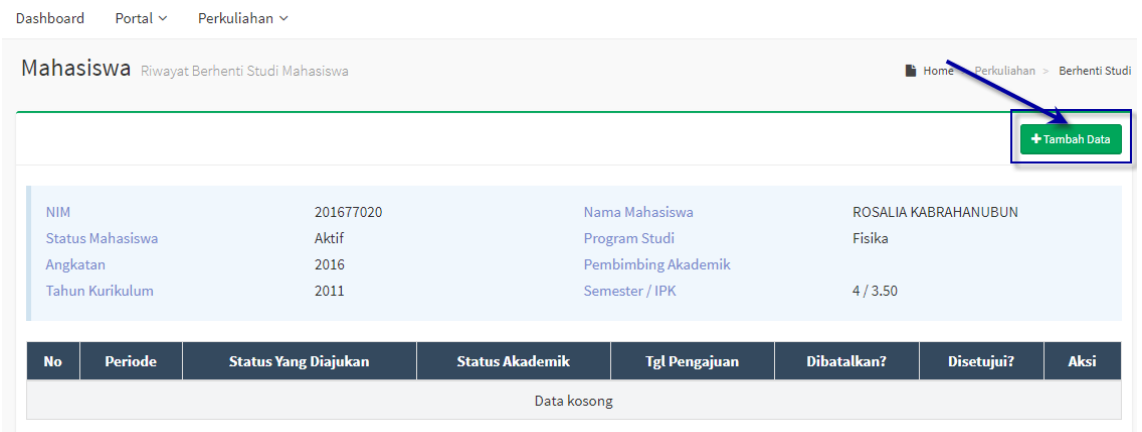 Dashboard Portal Perkuliahan
Mahasiswa Riwayat Berhenti Studi Mahasiswa
Home Perkuliahan > Berhenti Studi
+ Tambah Data
NIM 201677020 Nama Mahasiswa ROSALIA KABRAHANUBUN
Status Mahasiswa Aktif Program Studi Fisika
Angkatan 2016 Pembimbing Akademik
Tahun Kurikulum 2011 Semester / IPK 4 / 3.50
No Periode Status Yang Diajukan Status Akademik Tgl Pengajuan Dibatalkan? Disetujui? Aksi
Data kosong